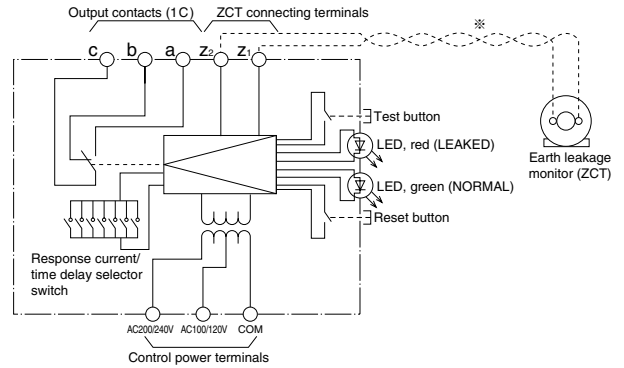 Output contacts (1C) ZCT connecting terminals
※
c b a Z2 Z1
Test button
LED, red (LEAKED)
Earth leakage
monitor (ZCT)
LED, green (NORMAL)
Reset button
Response current/
time delay selector
switch
AC200/240V AC100/120V COM
Control power terminals